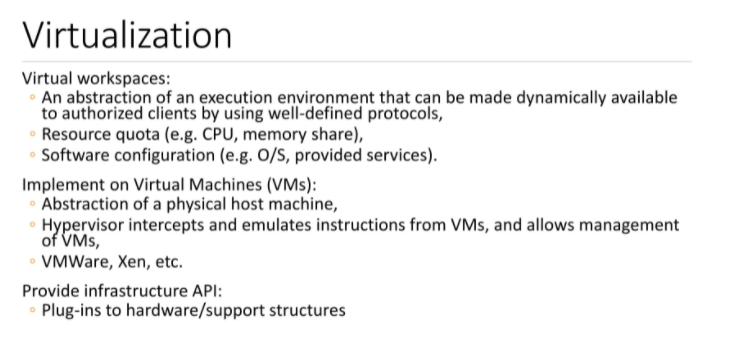 Virtualization
Virtual workspaces:
◦ An abstraction of an execution environment that can be made dynamically available
to authorized clients by using well-defined protocols,
◦ Resource quota (e.g. CPU, memory share),
◦ Software configuration (e.g. O/S, provided services).
Implement on Virtual Machines (VMs):
◦ Abstraction of a physical host machine,
◦ Hypervisor intercepts and emulates instructions from VMs, and allows management
of VMs,
◦ VMWare, Xen, etc.
Provide infrastructure API:
◦ Plug-ins to hardware/support structures